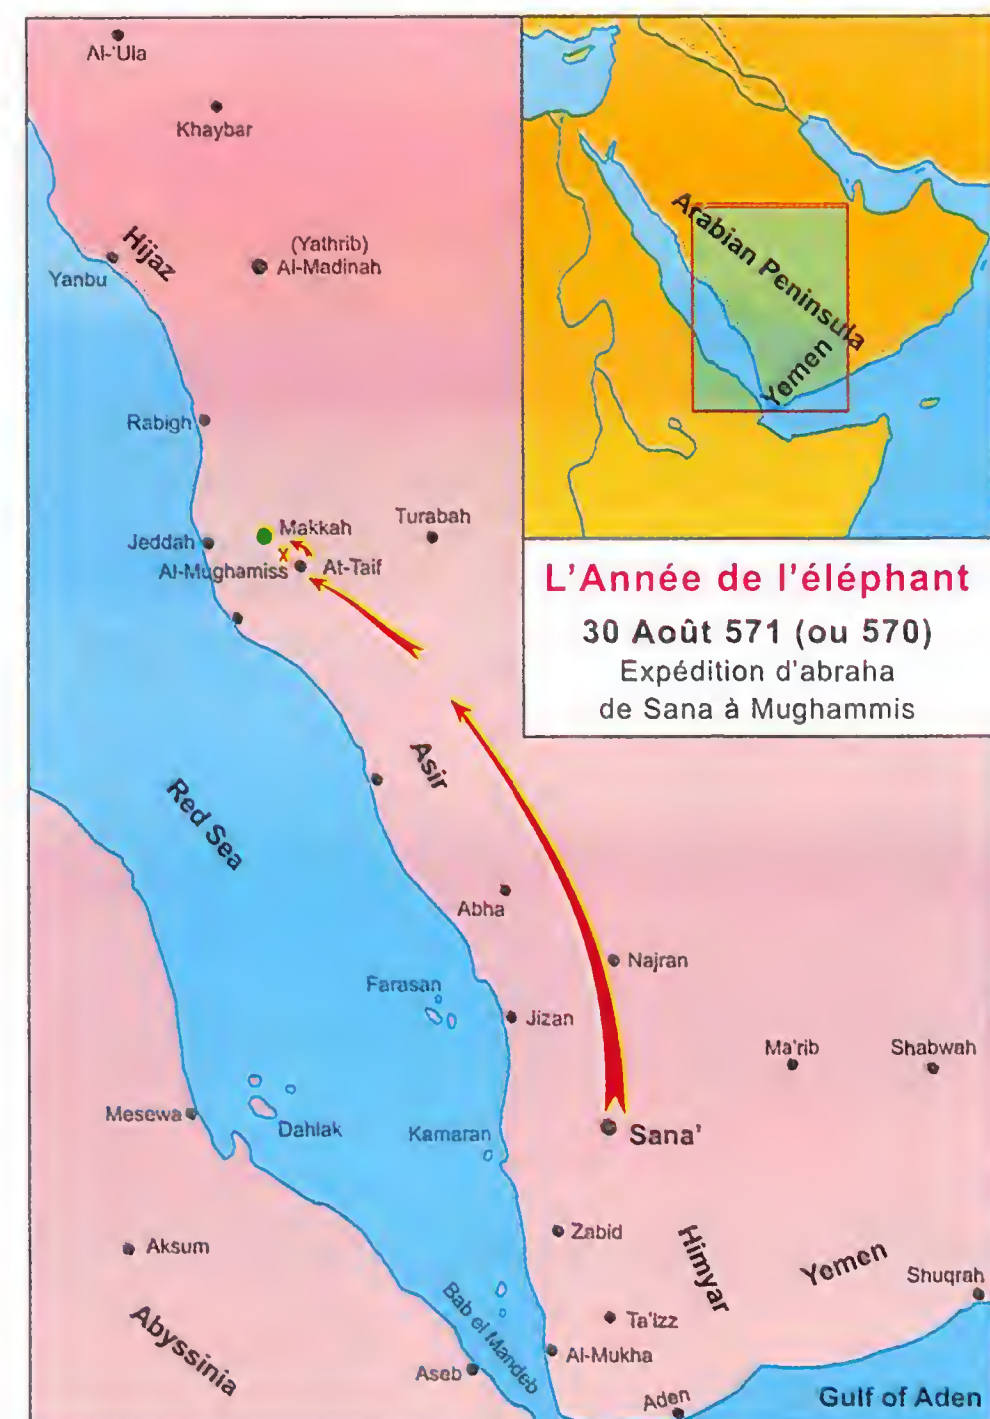 Al-'Ula
Khaybar
Hijaz
(Yathrib)
Al-Madinah
Yanbu
Rabigh
Makkah
Turabah
Jeddah
x
Al-Mughamiss
At-Taif
Asir
Red Sea
Abha
Najran
Farasan
Jizan
Ma'rib
Shabwah
Mesewa
Dahlak
Kamaran
Sana'
Aksum
Zabid
Himyar
Yemen
Shuqrah
Abyssinia
Bab el Mandeb
Ta'Izz
Al-Mukha
Aseb
Aden
Gulf of Aden
Arabian Peninsula
Yemen
L'Année de l'éléphant
30 Août 571 (ou 570)
Expédition d'abraha
de Sana à Mughammis